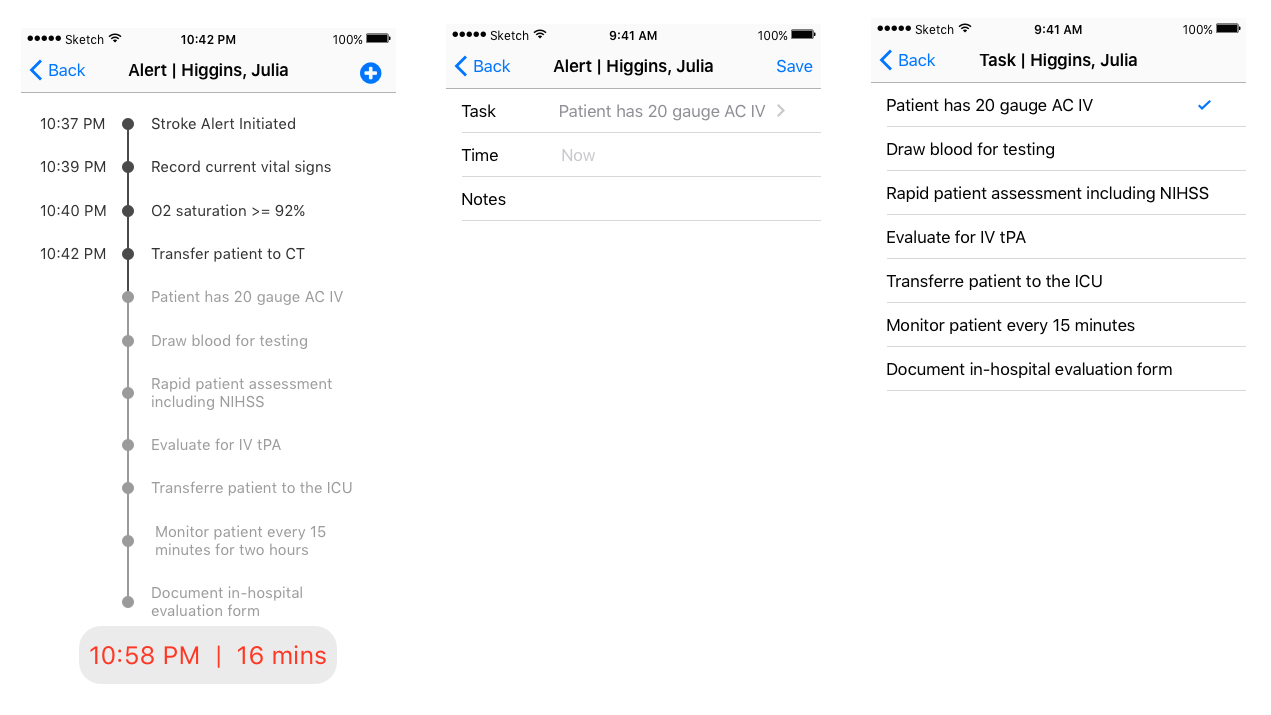 Sketch 10:42 PM 100%
Back Alert | Higgins, Julia
10:37 PM Stroke Alert Initiated
10:39 PM Record current vital signs
10:40 PM O2 saturation >= 92%
10:42 PM Transfer patient to CT
Patient has 20 gauge AC IV
Draw blood for testing
Rapid patient assessment
including NIHSS
Evaluate for IV tPA
Transferre patient to the ICU
Monitor patient every 15
minutes for two hours
Document in-hospital
evaluation form
10:58 PM | 16 mins
Sketch 9:41 AM 100%
Back Alert | Higgins, Julia Save
Task Patient has 20 gauge AC IV
Time Now
Notes
Sketch 9:41 AM 100%
Back Task | Higgins, Julia
Patient has 20 gauge AC IV
Draw blood for testing
Rapid patient assessment including NIHSS
Evaluate for IV tPA
Transferre patient to the ICU
Monitor patient every 15 minutes
Document in-hospital evaluation form